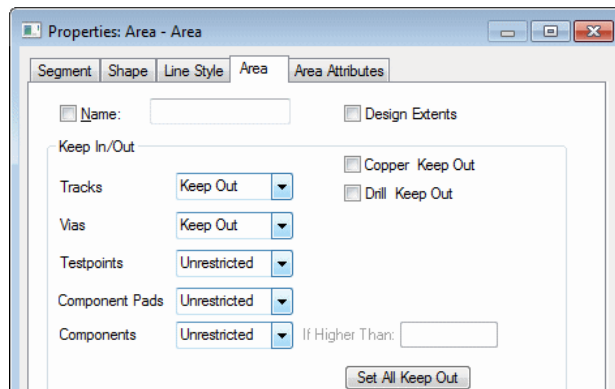 Properties: Area - Area
Segment Shape Line Style Area Area Attributes
Name: Design Extents
Keep In/Out
Copper Keep Out
Tracks Keep Out Drill Keep Out
Vias Keep Out
Testpoints Unrestricted
Component Pads Unrestricted
Components Unrestricted If Higher Than:
Set All Keep Out